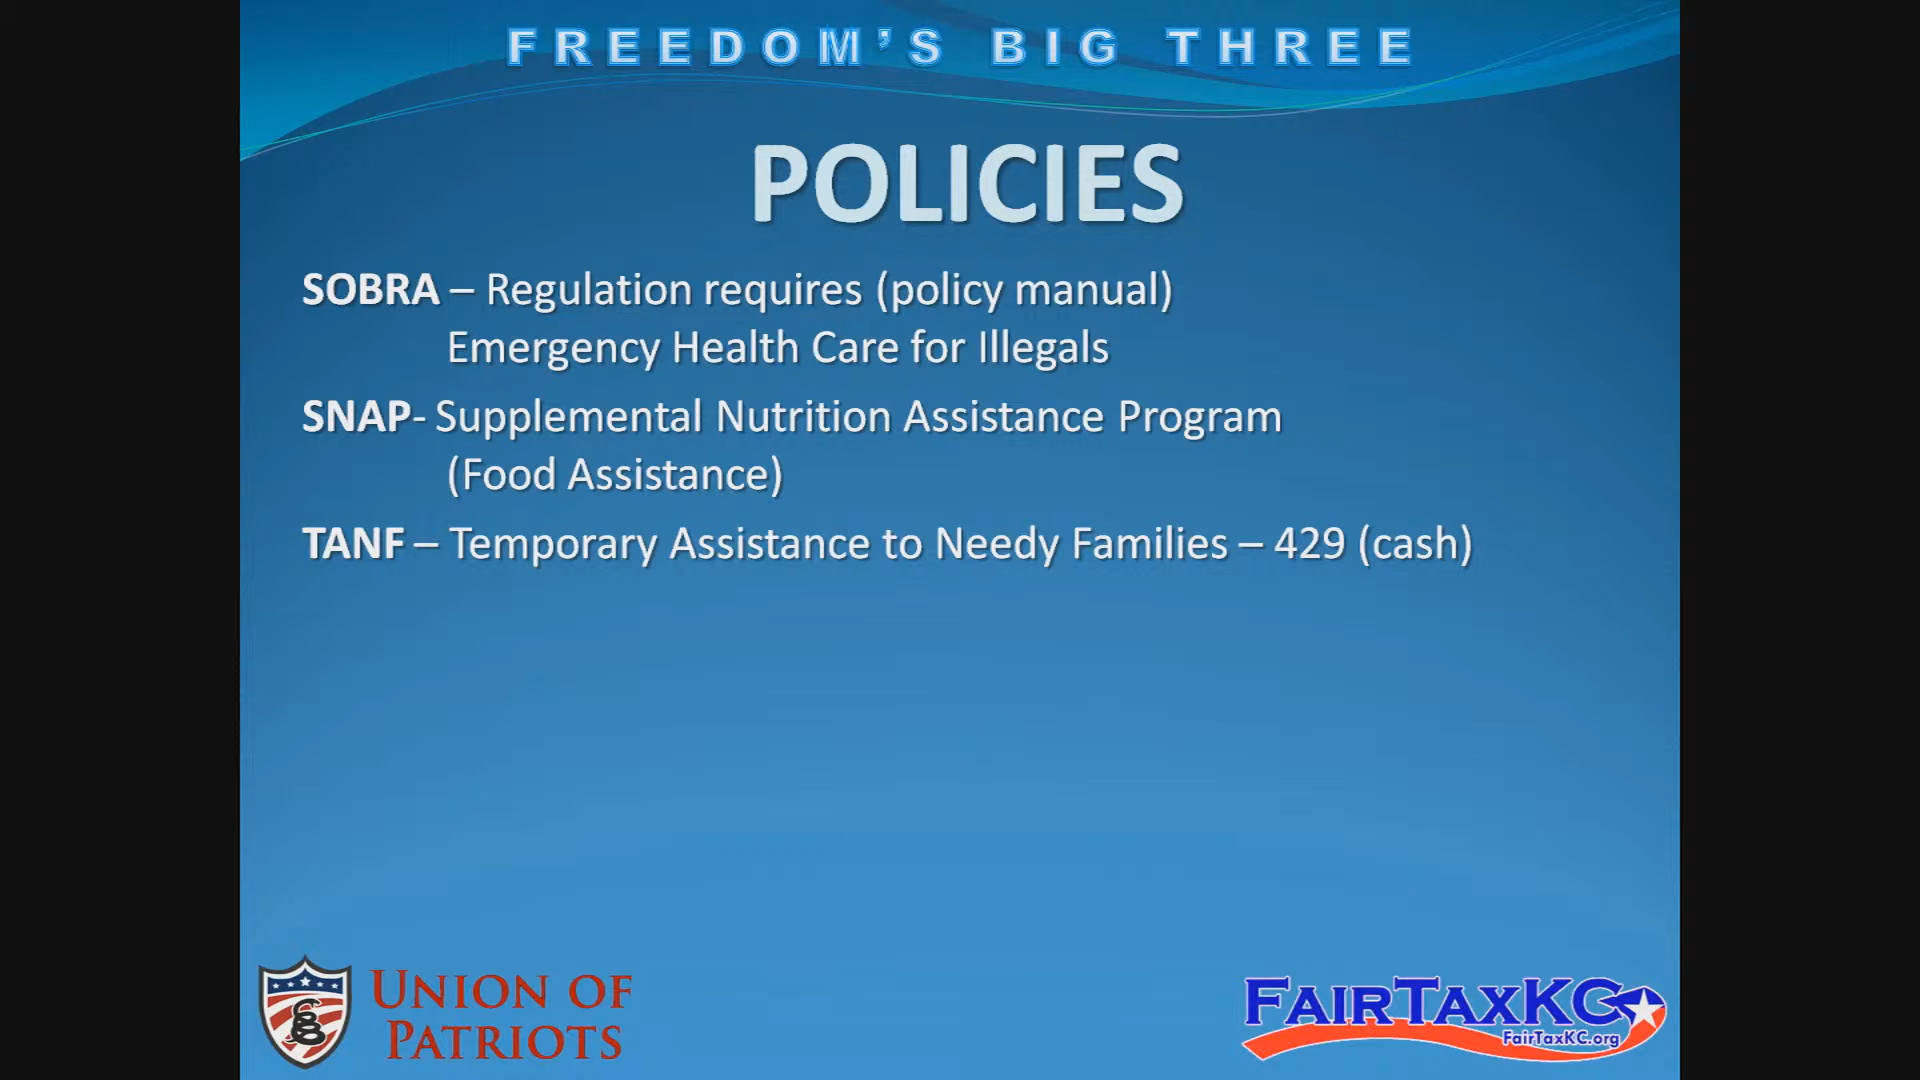 FREEDOM’S BIG THREE
POLICIES
SOBRA – Regulation requires (policy manual)
Emergency Health Care for Illegals
SNAP- Supplemental Nutrition Assistance Program
(Food Assistance)
TANF – Temporary Assistance to Needy Families – 429 (cash)
UNION OF
PATRIOTS
FAIRTAXKC
FairTaxKC.org